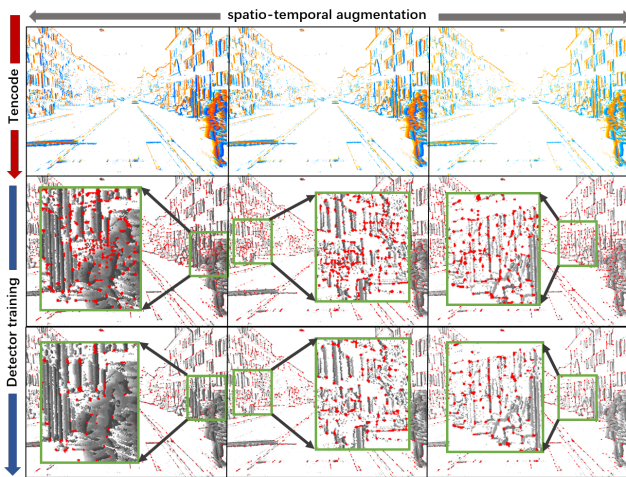 spatio-temporal augmentation
Tencode
Detector training